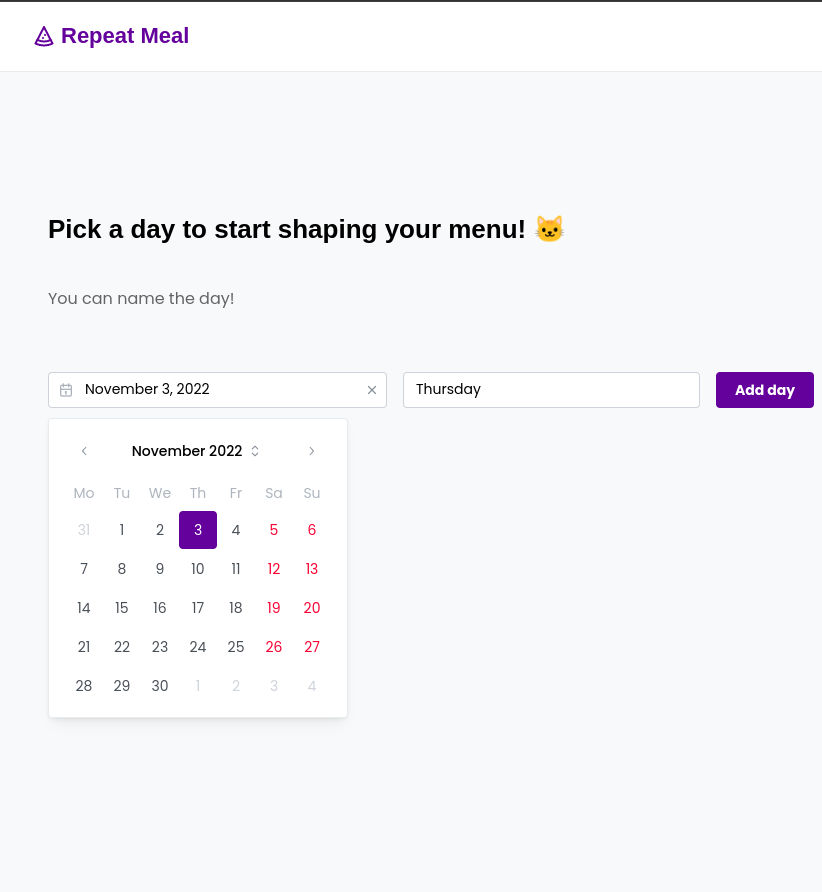 Repeat Meal
Pick a day to start shaping your menu! 🐱
You can name the day!
November 3, 2022 Thursday Add day
November 2022
Mo Tu We Th Fr Sa Su
31 1 2 3 4 5 6
7 8 9 10 11 12 13
14 15 16 17 18 19 20
21 22 23 24 25 26 27
28 29 30 1 2 3 4